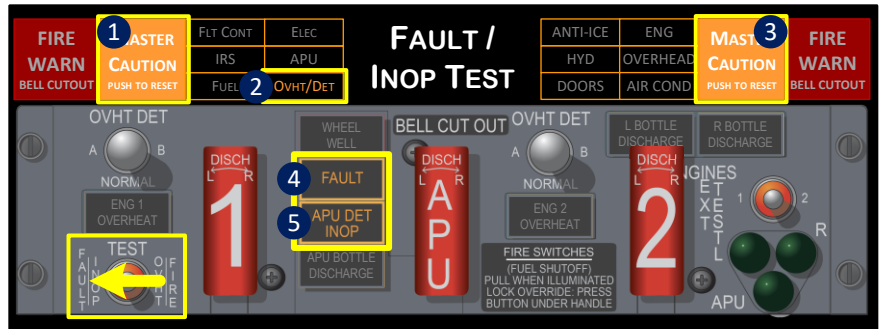 FIRE
WARN
BELL CUTOUT
1
MASTER
CAUTION
PUSH TO RESET
FLT CONT
ELEC
IRS
APU
FUEL
2
OVHT/DET
FAULT /
INOP TEST
ANTI-ICE
ENG
HYD
OVERHEAD
DOORS
AIR COND
3
CAUTION
PUSH TO RESET
FIRE
WARN
BELL CUTOUT
OVHT DET
A
B
NORMAL
ENG 1
OVERHEAT
TEST
FAULT
INOP
OVHT
FIRE
DISCH
L
R
1
WHEEL
WELL
4
FAULT
5
APU DET
INOP
APU BOTTLE
DISCHARGE
BELL CUT OUT
DISCH
L
R
APU
OVHT DET
A
B
NORMAL
ENG 2
OVERHEAT
FIRE SWITCHES
(FUEL SHUTOFF)
PULL WHEN ILLUMINATED
LOCK OVERRIDE: PRESS
BUTTON UNDER HANDLE
L BOTTLE
DISCHARGE
R BOTTLE
DISCHARGE
DISCH
L
R
2
EXT
TEST
1
2
L
R
APU